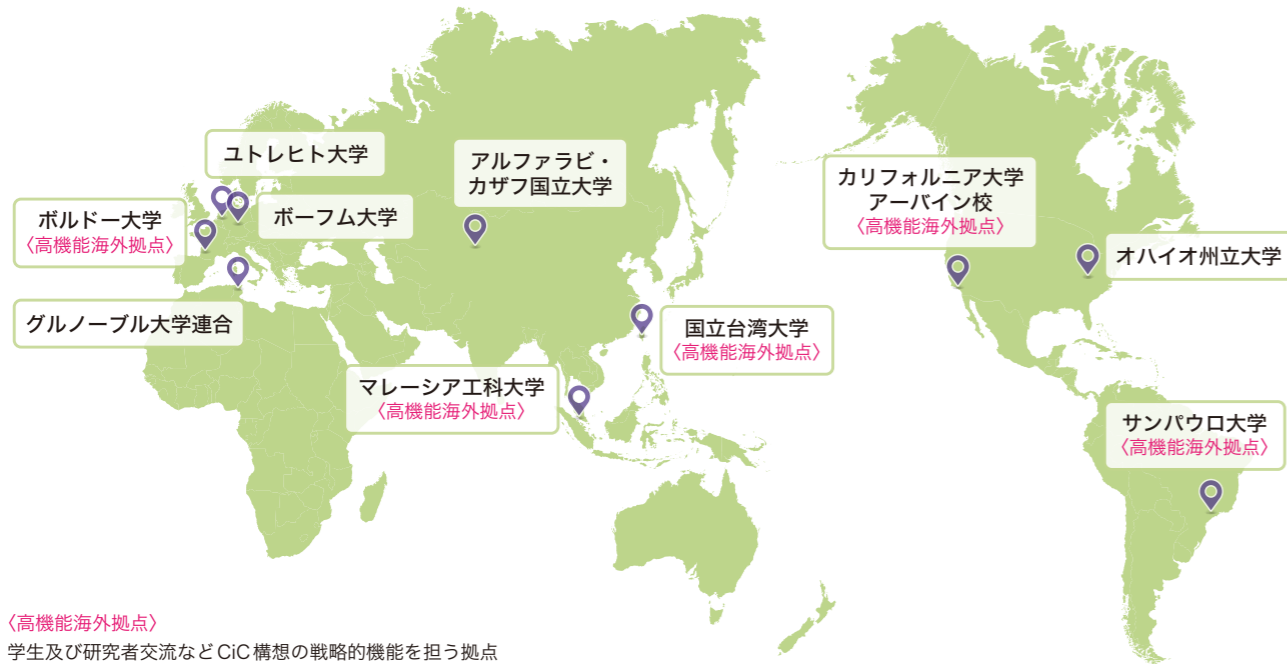 ユトレヒト大学
アルファラビ・
カザフ国立大学
カリフォルニア大学
アーバイン校
〈高機能海外拠点〉
ボルドー大学
〈高機能海外拠点〉
ボーフム大学
オハイオ州立大学
グルノーブル大学連合
国立台湾大学
〈高機能海外拠点〉
マレーシア工科大学
〈高機能海外拠点〉
サンパウロ大学
〈高機能海外拠点〉
〈高機能海外拠点〉
学生及び研究者交流などCiC構想の戦略的機能を担う拠点